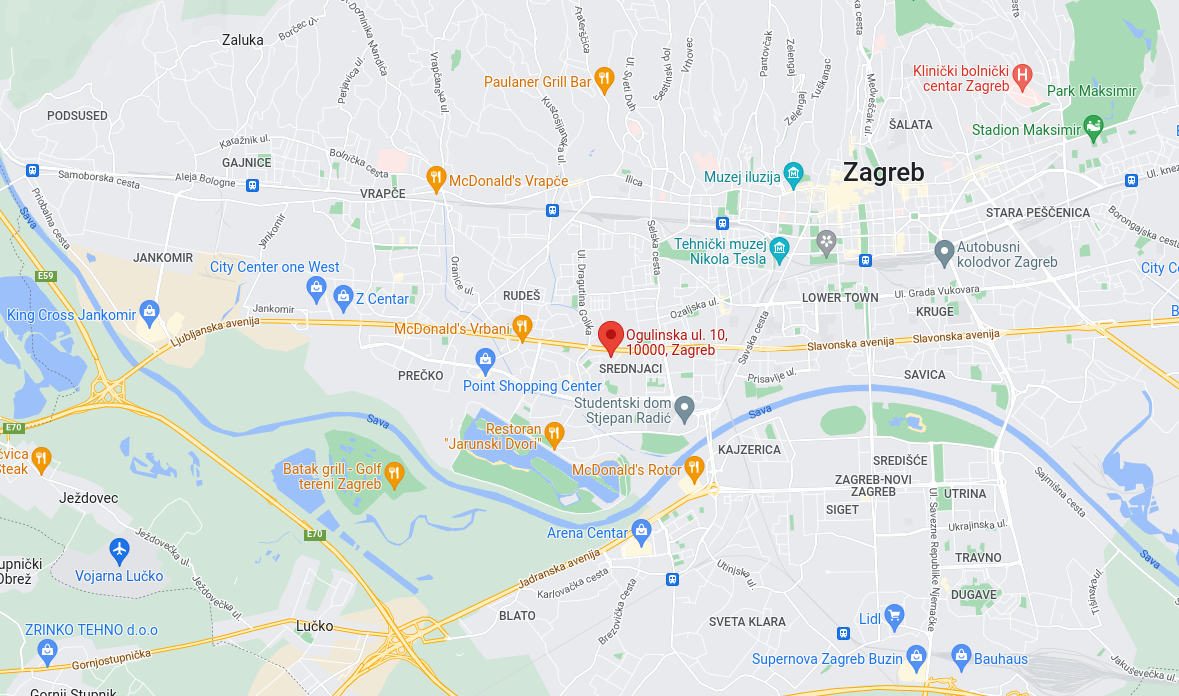 Zaluka
Borčec ul.
Dominika Mandića
Perjavica ul.
Vrapčanska ul.
Fraterščica
Ul. Sveti Duh
Vrhovec
Pantovčak
Zelengaj
Tuškanac
Zelengaj
Medveščak ul.
Paulaner Grill Bar
Kustošijanska ul.
Klinički bolnički
centar Zagreb
Park Maksimir
PODSUSED
ŠALATA
Stadion Maksimir
Karažnik ul.
GAJNICE
Bolnička cesta
Samoborska cesta
Aleja Bologne
VRAPČE
McDonald's Vrapče
Ilica
Muzej iluzija
Zagreb
Ul. knez
Sava
Pribalna cesta
Jankomir
STARA PEŠČENICA
Borongajska cesta
Selska cesta
Tehnički muzej
Nikola Tesla
Autobusni
kolodvor Zagreb
JANKOMIR
City Center one West
Oranice ul.
Ul. Dragutina Golika
City C
E59
Z Centar
RUDEŠ
Jankomir
Ozaljska ul.
LOWER TOWN
Ul. Grada Vukovara
KRUGE
King Cross Jankomir
Ljubljanska avenija
McDonald's Vrbani
Ogulinska ul. 10,
10000, Zagreb
Savska cesta
Slavonska avenija
Slavonska avenija
SREDNJACI
PREČKO
Point Shopping Center
Prisavlje ul.
SAVICA
Studentski dom
Stjepan Radić
Sava
Sava
E70
Restoran
"Jarunski Dvori"
čvica
Steak
Batak grill - Golf
tereni Zagreb
McDonald's Rotor
KAJZERICA
SREDIŠĆE
Sajmišna cesta
ZAGREB-NOVI
ZAGREB
UTRINA
Ježdovec
SIGET
Ul. Savezne Republike Njemačke
Ukrajinska ul.
E70
Arena Centar
Ježdovečka ul.
Ježdovečka ul.
Sava
upnički
Obrež
Vojarna Lučko
Jadranska avenija
Karlovačka cesta
Utinjska ul.
TRAVNO
Brezovička cesta
DUGAVE
BLATO
Lučko
SVETA KLARA
Lidl
ZRINKO TEHNO d.o.o
Gornjostupnička
Supernova Zagreb Buzin
Bauhaus
Jakuševečka ul.
Gornji Stupnik